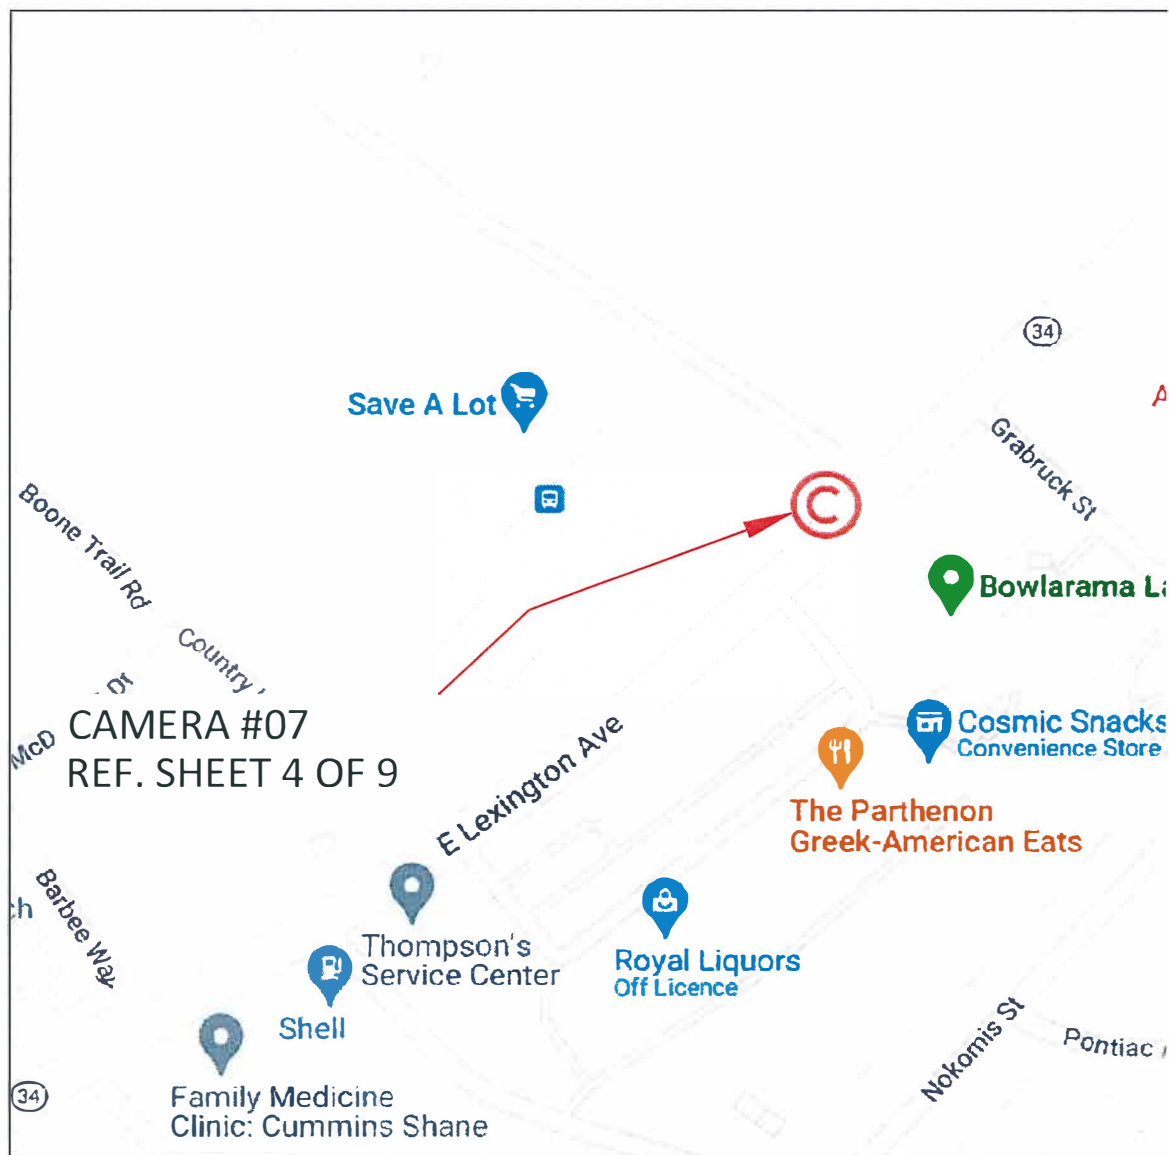 34
Save A Lot
Grabruck St
C
Boone Trail Rd
Bowlarama
Country
Dr
McD
CAMERA #07
REF. SHEET 4 OF 9
Cosmic Snacks
Convenience Store
E Lexington Ave
The Parthenon
Greek-American Eats
Barbee Way
Thompson's
Service Center
Royal Liquors
Off Licence
Shell
Nokomis St
Pontiac
34
Family Medicine
Clinic: Cummins Shane